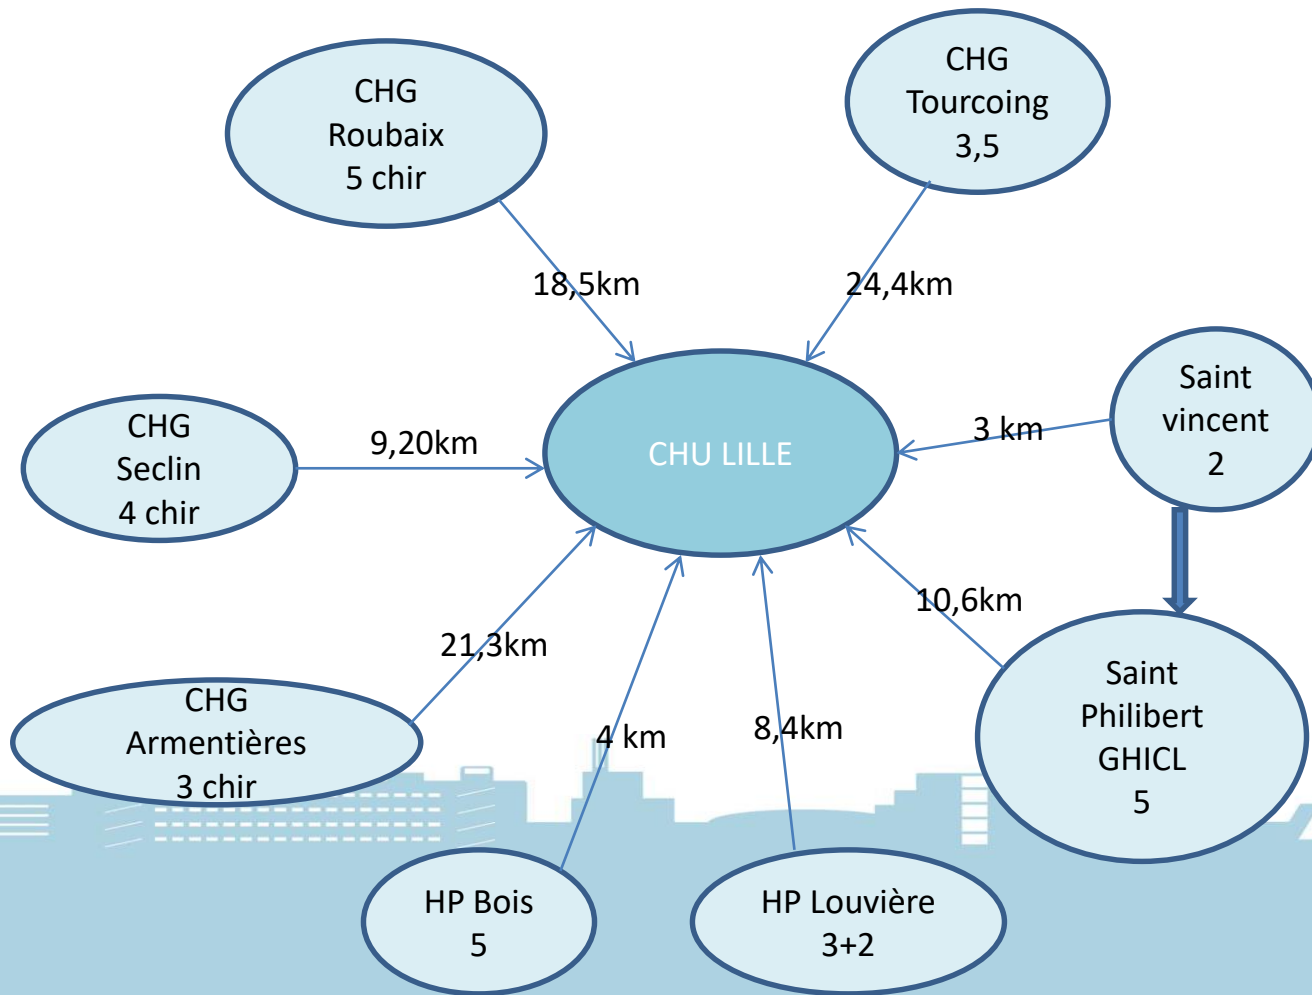 CHG
Roubaix
5 chir
CHG
Tourcoing
3,5
18,5km
24,4km
Saint
vincent
2
3 km
CHG
Seclin
4 chir
9,20km
CHU LILLE
10,6km
21,3km
Saint
Philibert
GHICL
5
CHG
Armentières
3 chir
4 km
8,4km
HP Bois
5
HP Louvière
3+2